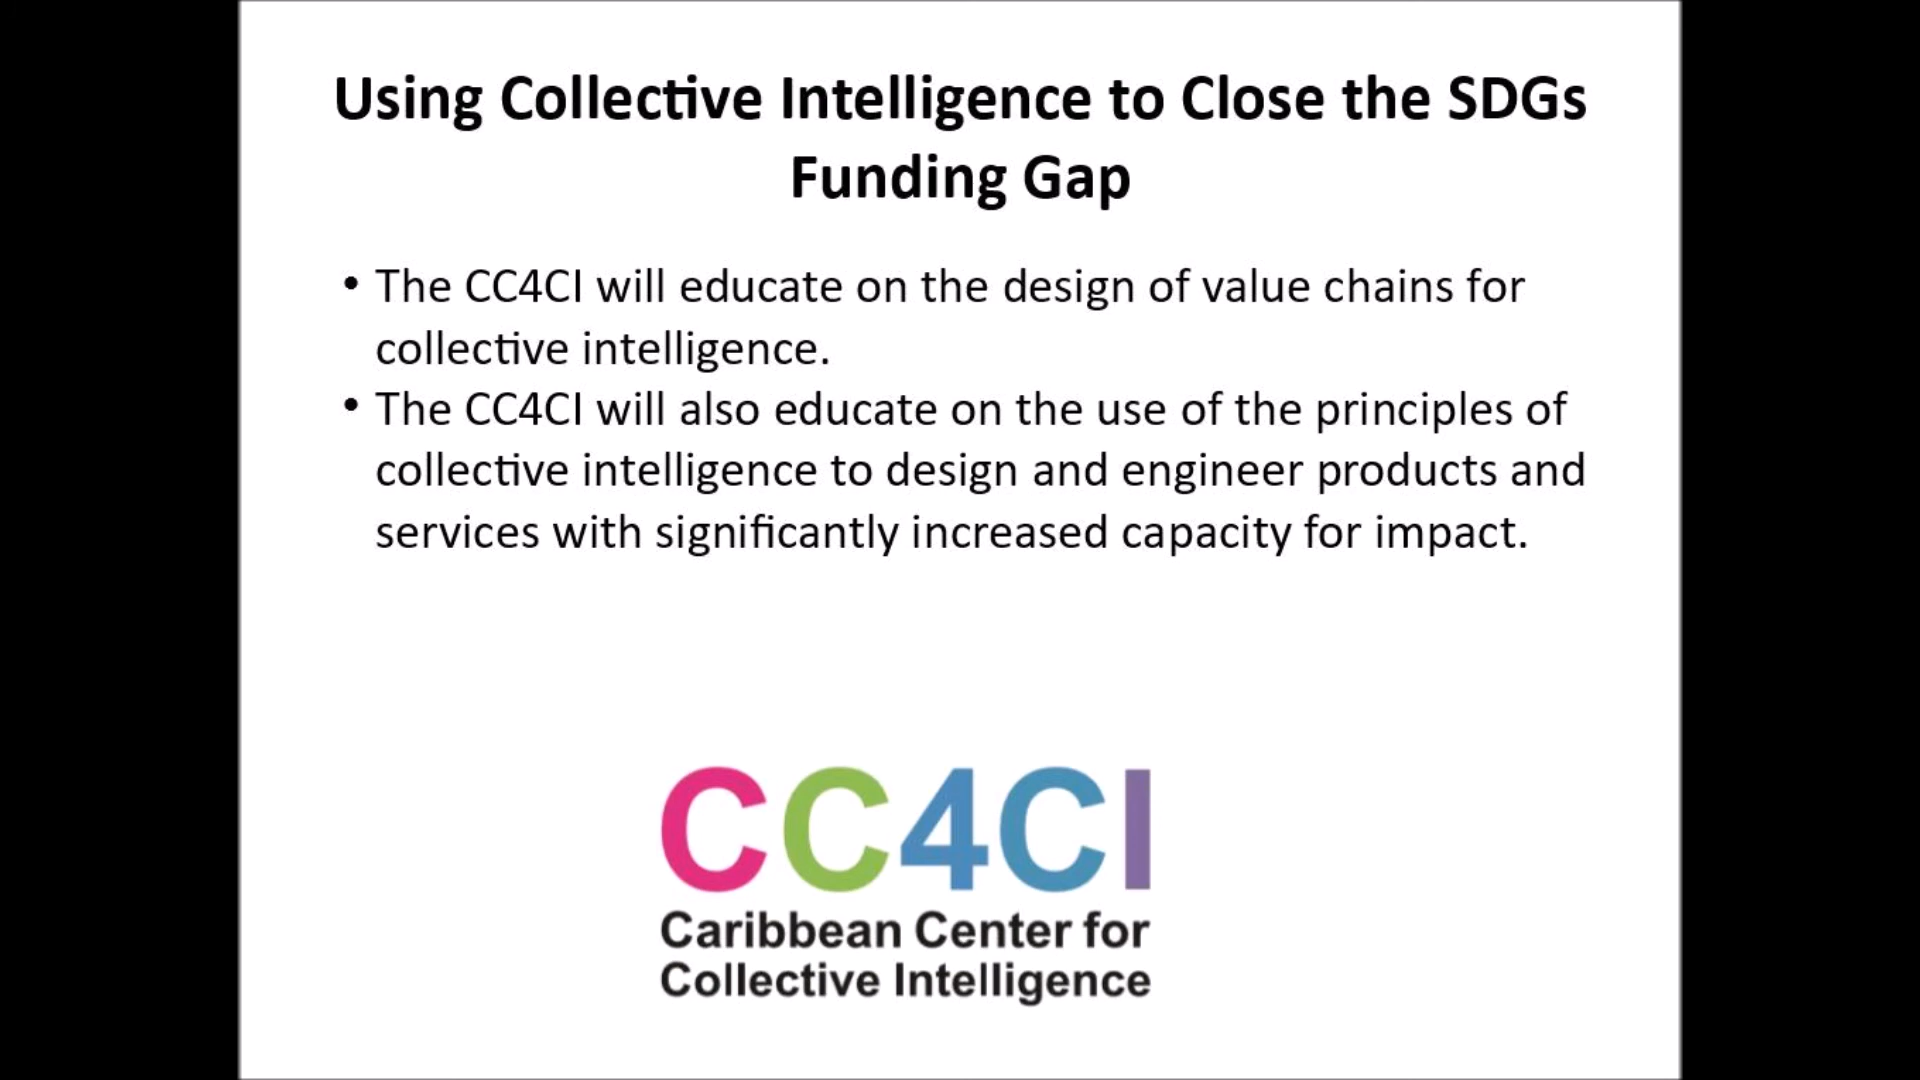 Using Collective Intelligence to Close the SDGs
Funding Gap
• The CC4CI will educate on the design of value chains for
collective intelligence.
• The CC4CI will also educate on the use of the principles of
collective intelligence to design and engineer products and
services with significantly increased capacity for impact.
CC4CI
Caribbean Center for
Collective Intelligence